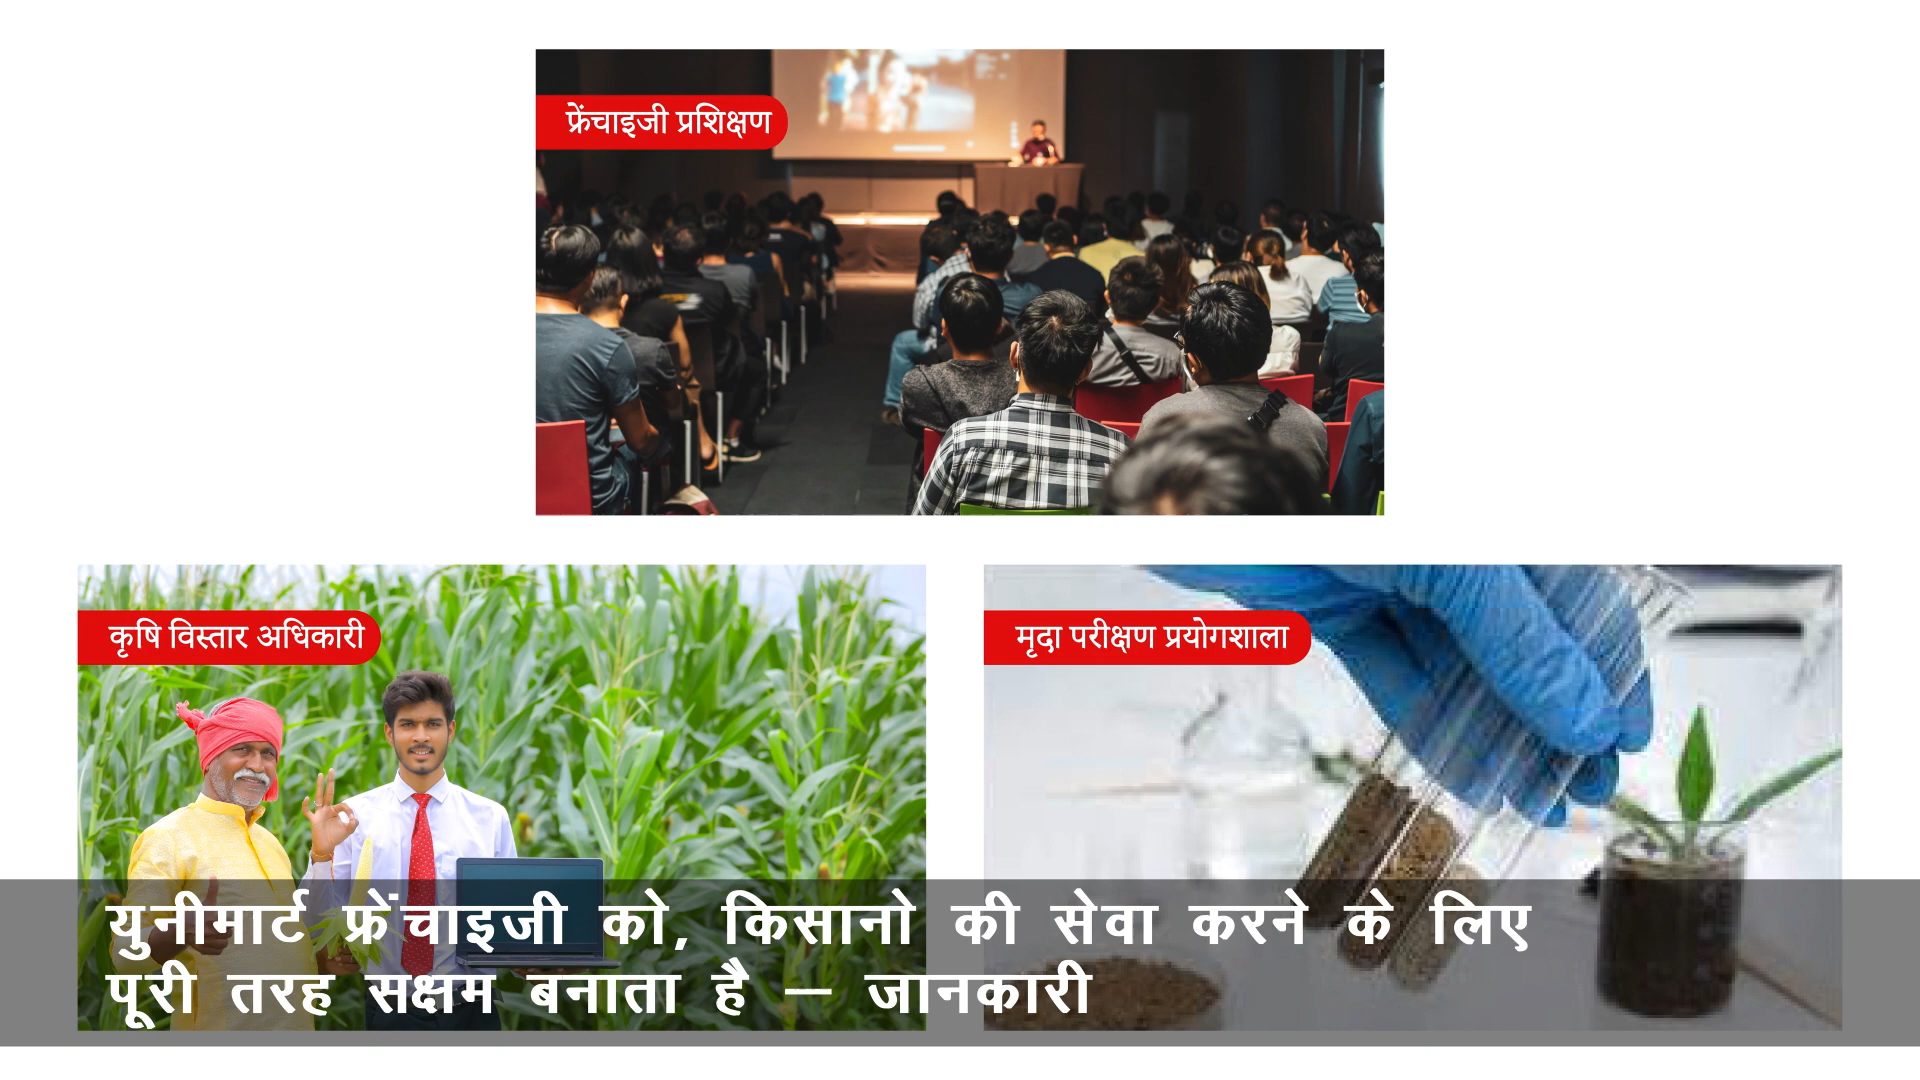 फ्रेंचाइजी प्रशिक्षण
कृषि विस्तार अधिकारी
मृदा परीक्षण प्रयोगशाला
युनीमार्ट फ्रेंचाइजी को, किसानो की सेवा करने के लिए
पूरी तरह सक्षम बनाता है – जानकारी